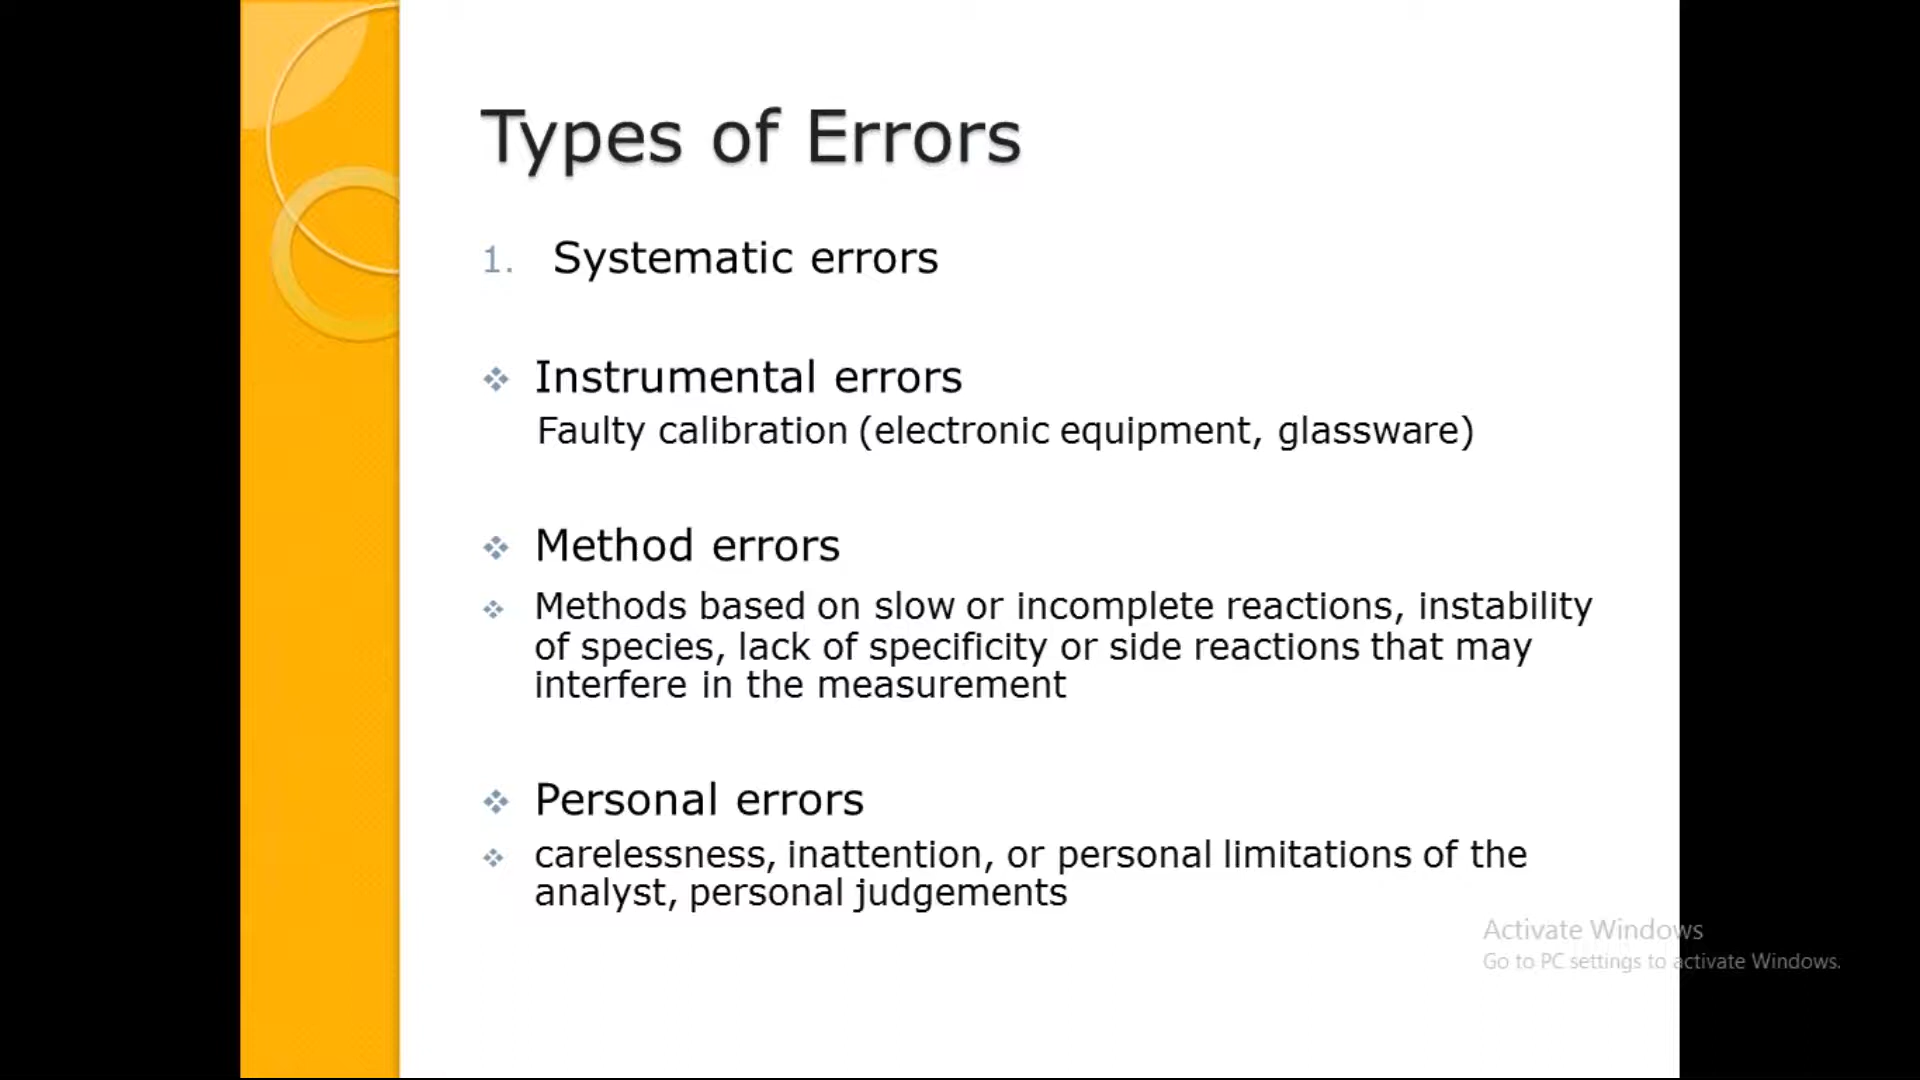 Types of Errors
1. Systematic errors
Instrumental errors
Faulty calibration (electronic equipment, glassware)
Method errors
Methods based on slow or incomplete reactions, instability
of species, lack of specificity or side reactions that may
interfere in the measurement
Personal errors
carelessness, inattention, or personal limitations of the
analyst, personal judgements
Activate Windows
Go to PC settings to activate Windows.